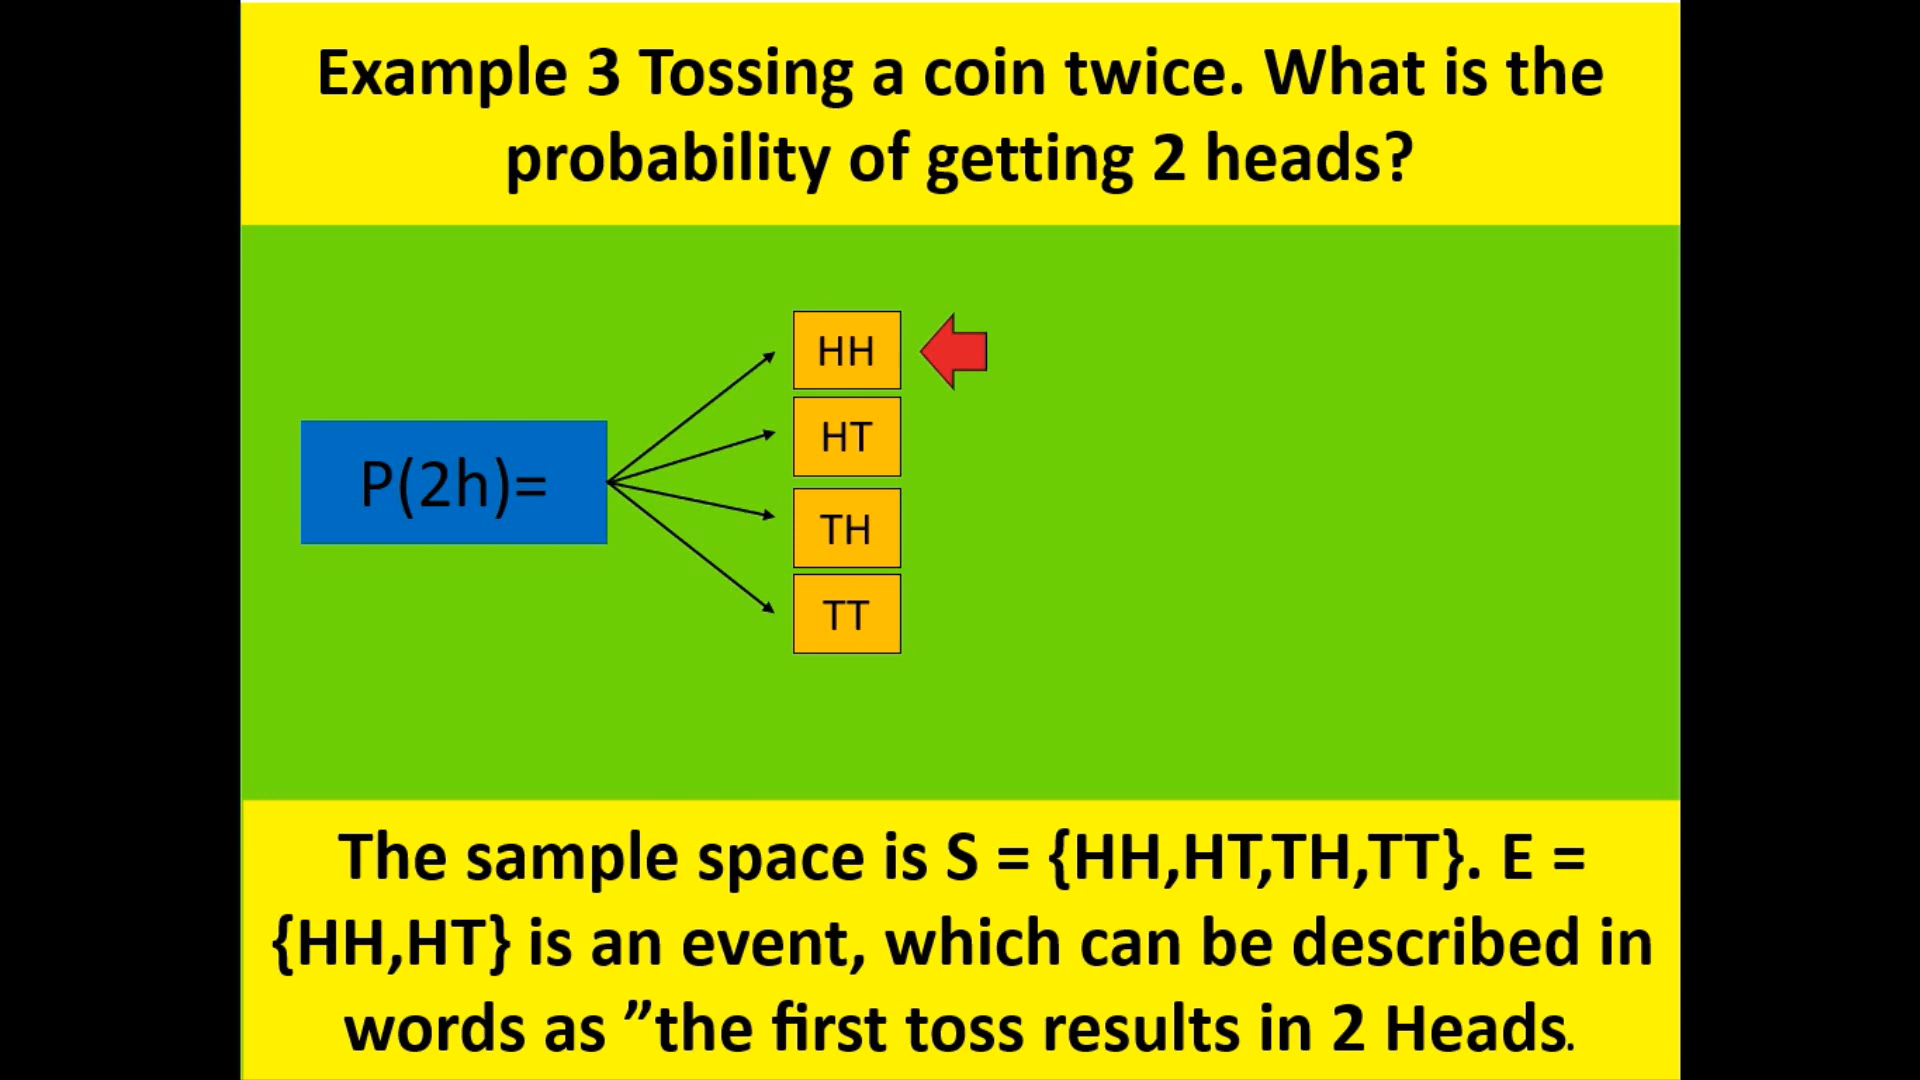 Example 3 Tossing a coin twice. What is the
probability of getting 2 heads?
HH
HT
P(2h)=
TH
TT
The sample space is S = {HH,HT,TH,TT}. E =
{HH,HT} is an event, which can be described in
words as ”the first toss results in 2 Heads.